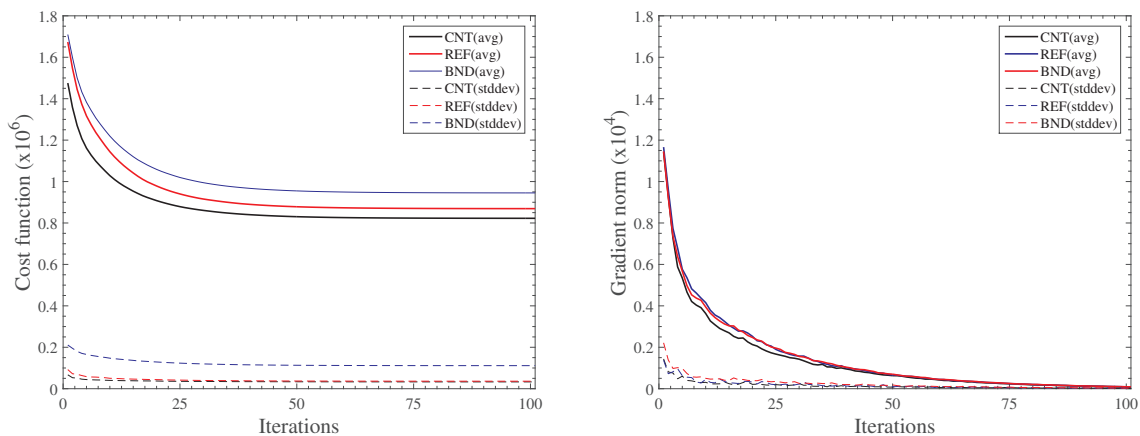 1.8
1.6
1.4
1.2
1
0.8
0.6
0.4
0.2
0
0
25
50
75
100
Cost function (x10^6)
Iterations
CNT(avg)
REF(avg)
BND(avg)
CNT(stddev)
REF(stddev)
BND(stddev)
1.8
1.6
1.4
1.2
1
0.8
0.6
0.4
0.2
0
0
25
50
75
100
Gradient norm (x10^4)
Iterations
CNT(avg)
REF(avg)
BND(avg)
CNT(stddev)
REF(stddev)
BND(stddev)